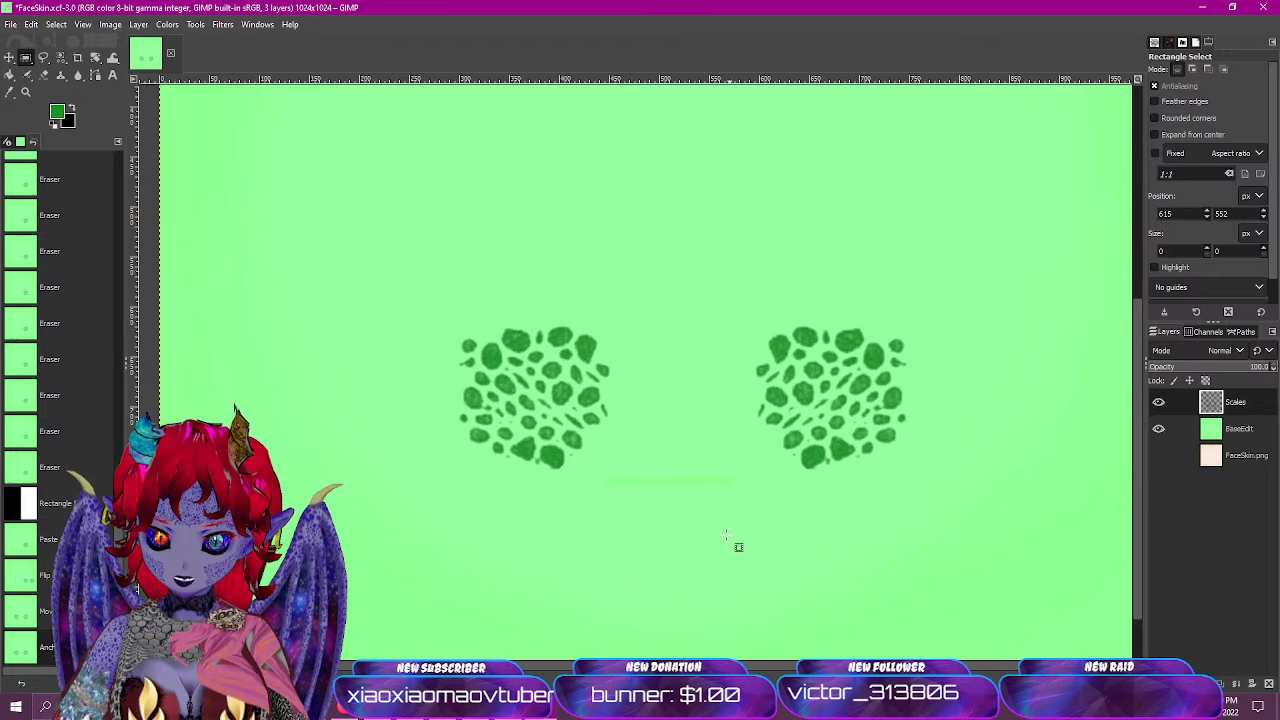 *FaceSkin.xcf-3.0 (RGB color 8-bit gamma integer, GIMP built-in sRGB, 3 layers) 1024x1024 – GIMP
File Edit Select View Image Layer Colors Tools Filters Windows Help
Rectangle Select
Mode:
Antialiasing
Feather edges
Rounded corners
Expand from center
Fixed Aspect ratio
1:1
Position: px
615 552
Size: px
0 0
Highlight
No guides
Layers Channels Paths
Mode Normal
Opacity 100.0
Lock:
Scales
BaseEdit
FaceSkin.png
Eraser
Eraser
Eraser
Eraser
Eraser
Eraser
Eraser
Eraser
Eraser
NEW SUBSCRIBER
xiaoxiaomaovtuber
NEW DONATION
bunner: $1.00
NEW FOLLOWER
victor_313806
NEW RAID